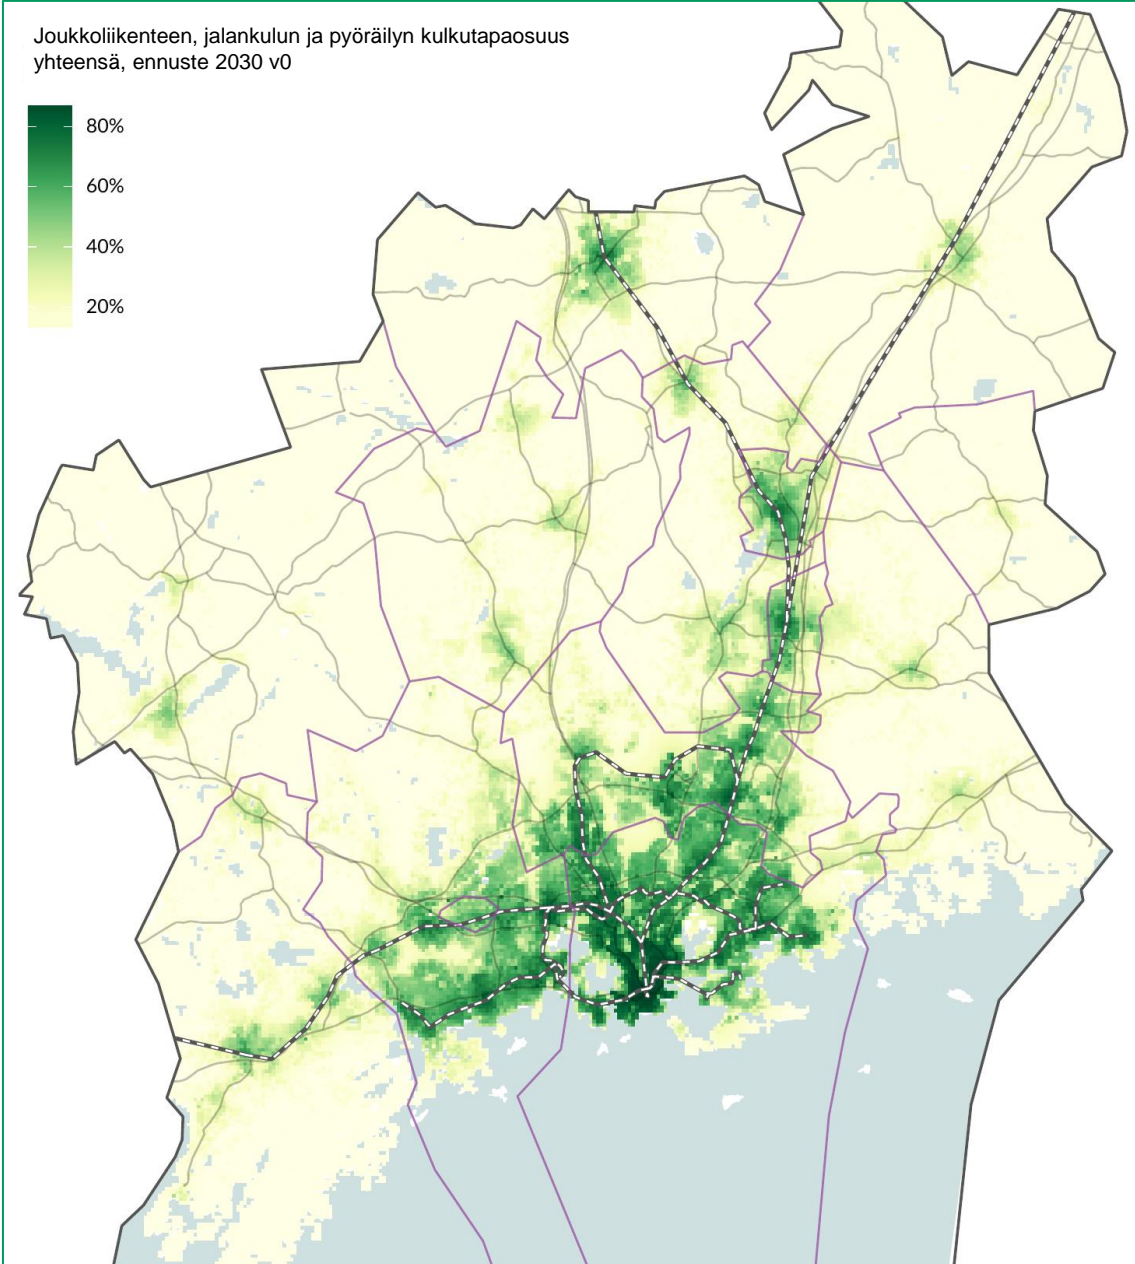 Joukkoliikenteen, jalankulun ja pyöräilyn kulkutapaosuus
yhteensä, ennuste 2030 v0
80%
60%
40%
20%